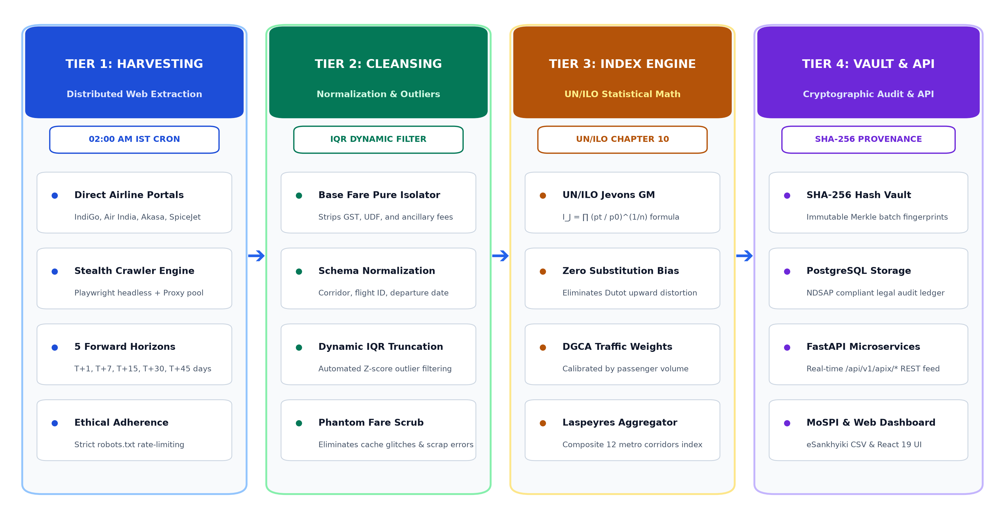 TIER 1: HARVESTING
Distributed Web Extraction
02:00 AM IST CRON
Direct Airline Portals
IndiGo, Air India, Akasa, SpiceJet
Stealth Crawler Engine
Playwright headless + Proxy pool
5 Forward Horizons
T+1, T+7, T+15, T+30, T+45 days
Ethical Adherence
Strict robots.txt rate-limiting
➔
TIER 2: CLEANSING
Normalization & Outliers
IQR DYNAMIC FILTER
Base Fare Pure Isolator
Strips GST, UDF, and ancillary fees
Schema Normalization
Corridor, flight ID, departure date
Dynamic IQR Truncation
Automated Z-score outlier filtering
Phantom Fare Scrub
Eliminates cache glitches & scrap errors
➔
TIER 3: INDEX ENGINE
UN/ILO Statistical Math
UN/ILO CHAPTER 10
UN/ILO Jevons GM
I_J = ∏ (pt / p0)^(1/n) formula
Zero Substitution Bias
Eliminates Dutot upward distortion
DGCA Traffic Weights
Calibrated by passenger volume
Laspeyres Aggregator
Composite 12 metro corridors index
➔
TIER 4: VAULT & API
Cryptographic Audit & API
SHA-256 PROVENANCE
SHA-256 Hash Vault
Immutable Merkle batch fingerprints
PostgreSQL Storage
NDSAP compliant legal audit ledger
FastAPI Microservices
Real-time /api/v1/apix/* REST feed
MoSPI & Web Dashboard
eSankhyiki CSV & React 19 UI